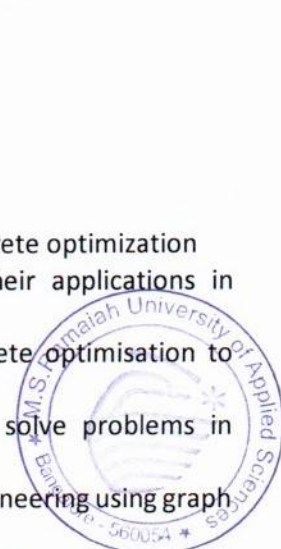 rete optimization
heir applications in
ete optimisation to
solve problems in
neering using graph
M.S. Ramaiah University of Applied Sciences
Bangalore - 560054